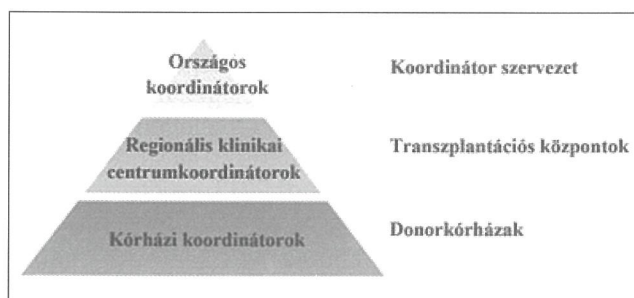 Országos
koordinátorok
Koordinátor szervezet
Regionális klinikai
centrumkoordinátorok
Transzplantációs központok
Kórházi koordinátorok
Donorkórházak